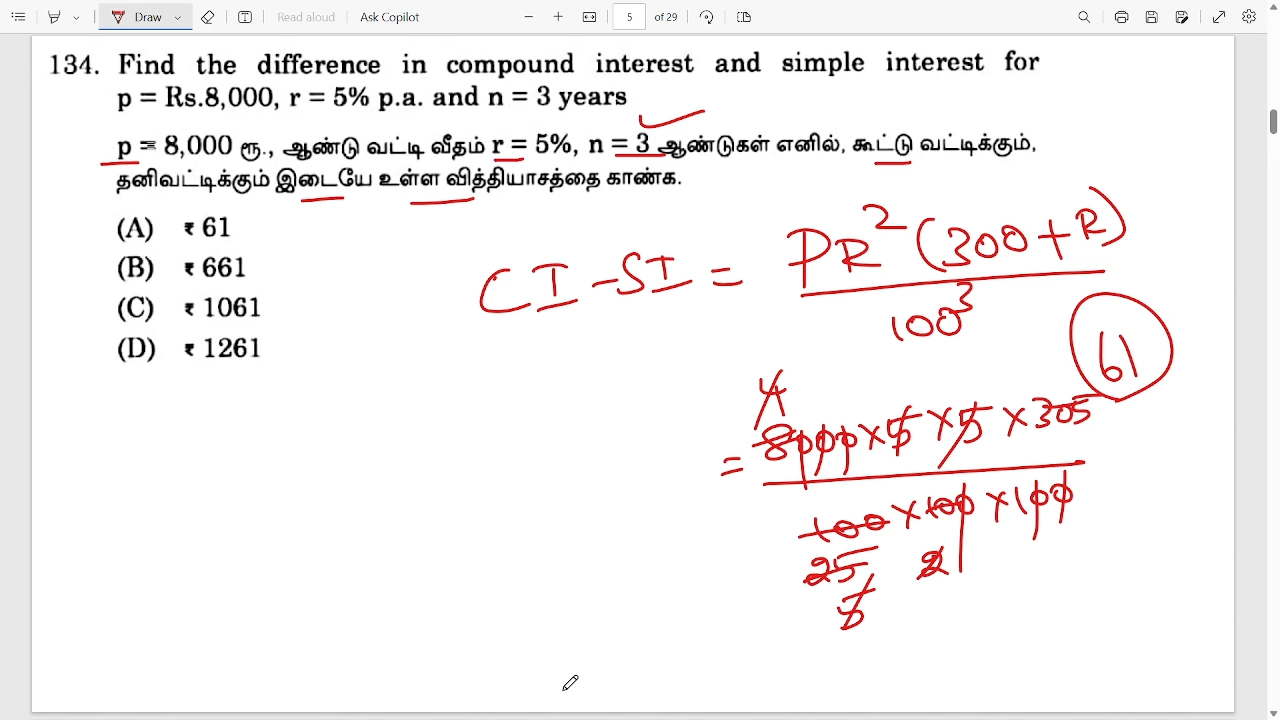 Draw
Read aloud
Ask Copilot
5 of 29
134. Find the difference in compound interest and simple interest for
p = Rs.8,000, r = 5% p.a. and n = 3 years
p = 8,000 ரூ., ஆண்டு வட்டி வீதம் r = 5%, n = 3 ஆண்டுகள் எனில், கூட்டு வட்டிக்கும்,
தனிவட்டிக்கும் இடையே உள்ள வித்தியாசத்தை காண்க.
(A) ₹ 61
(B) ₹ 661
(C) ₹ 1061
(D) ₹ 1261
CI - SI = PR² (300 + R)
100³
61
4
= 8000 × 5 × 5 × 305
100 × 100 × 100
25 2
5